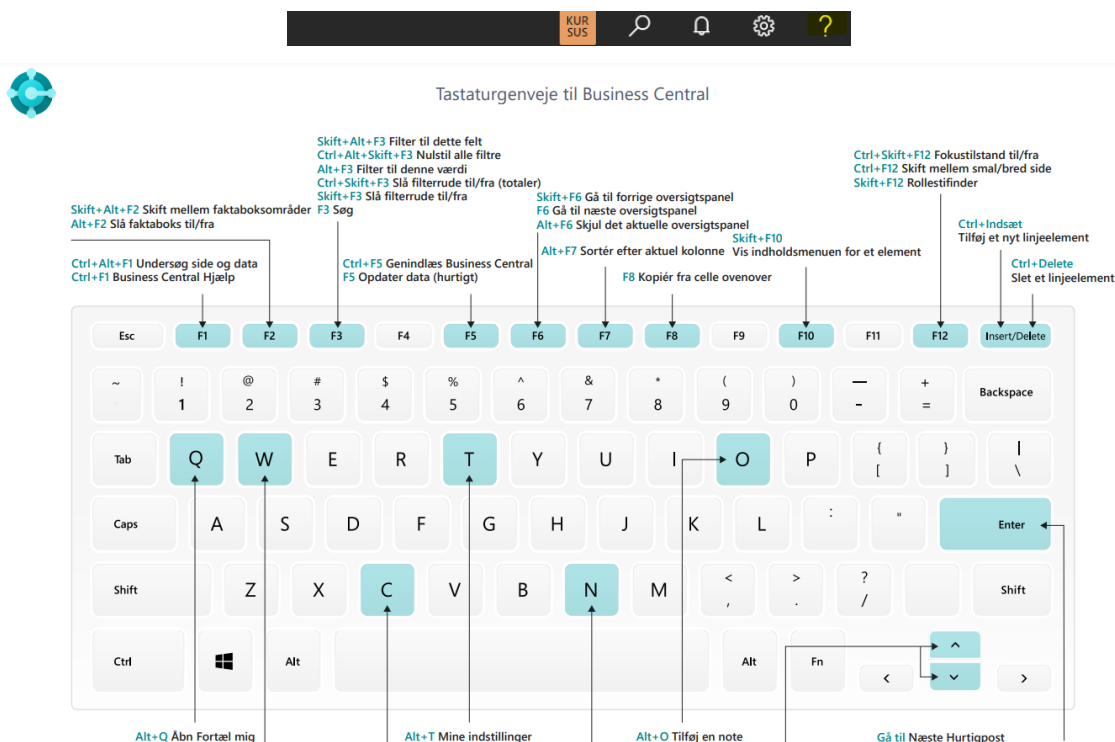 KUR
SUS
?
Tastaturgenveje til Business Central
Skift+Alt+F3 Filter til dette felt
Ctrl+Alt+Skift+F3 Nulstil alle filtre
Alt+F3 Filter til denne værdi
Ctrl+Skift+F3 Slå filterrude til/fra (totaler)
Skift+F3 Slå filterrude til/fra
F3 Søg
Ctrl+Skift+F12 Fokustilstand til/fra
Ctrl+F12 Skift mellem smal/bred side
Skift+F12 Rollestifinder
Skift+Alt+F2 Skift mellem faktaboksområder
Alt+F2 Slå faktaboks til/fra
Skift+F6 Gå til forrige oversigtspanel
F6 Gå til næste oversigtspanel
Alt+F6 Skjul det aktuelle oversigtspanel
Ctrl+Indsæt
Tilføj et nyt linjeelement
Alt+F7 Sortér efter aktuel kolonne
Skift+F10
Vis indholdsmenuen for et element
Ctrl+Alt+F1 Undersøg side og data
Ctrl+F1 Business Central Hjælp
Ctrl+F5 Genindlæs Business Central
F5 Opdater data (hurtigt)
F8 Kopiér fra celle ovenover
Ctrl+Delete
Slet et linjeelement
Esc F1 F2 F3 F4 F5 F6 F7 F8 F9 F10 F11 F12 Insert/Delete
~ ! @ # $ % ^ & * ( ) — +
1 2 3 4 5 6 7 8 9 0 - = Backspace
Tab Q W E R T Y U I O P { [ } ] | \
Caps A S D F G H J K L : " Enter
Shift Z X C V B N M < , > . ? / Shift
Ctrl Alt Alt Fn
Alt+Q Åbn Fortæl mig
Alt+T Mine indstillinger
Alt+O Tilføj en note
Gå til Næste Hurtigpost